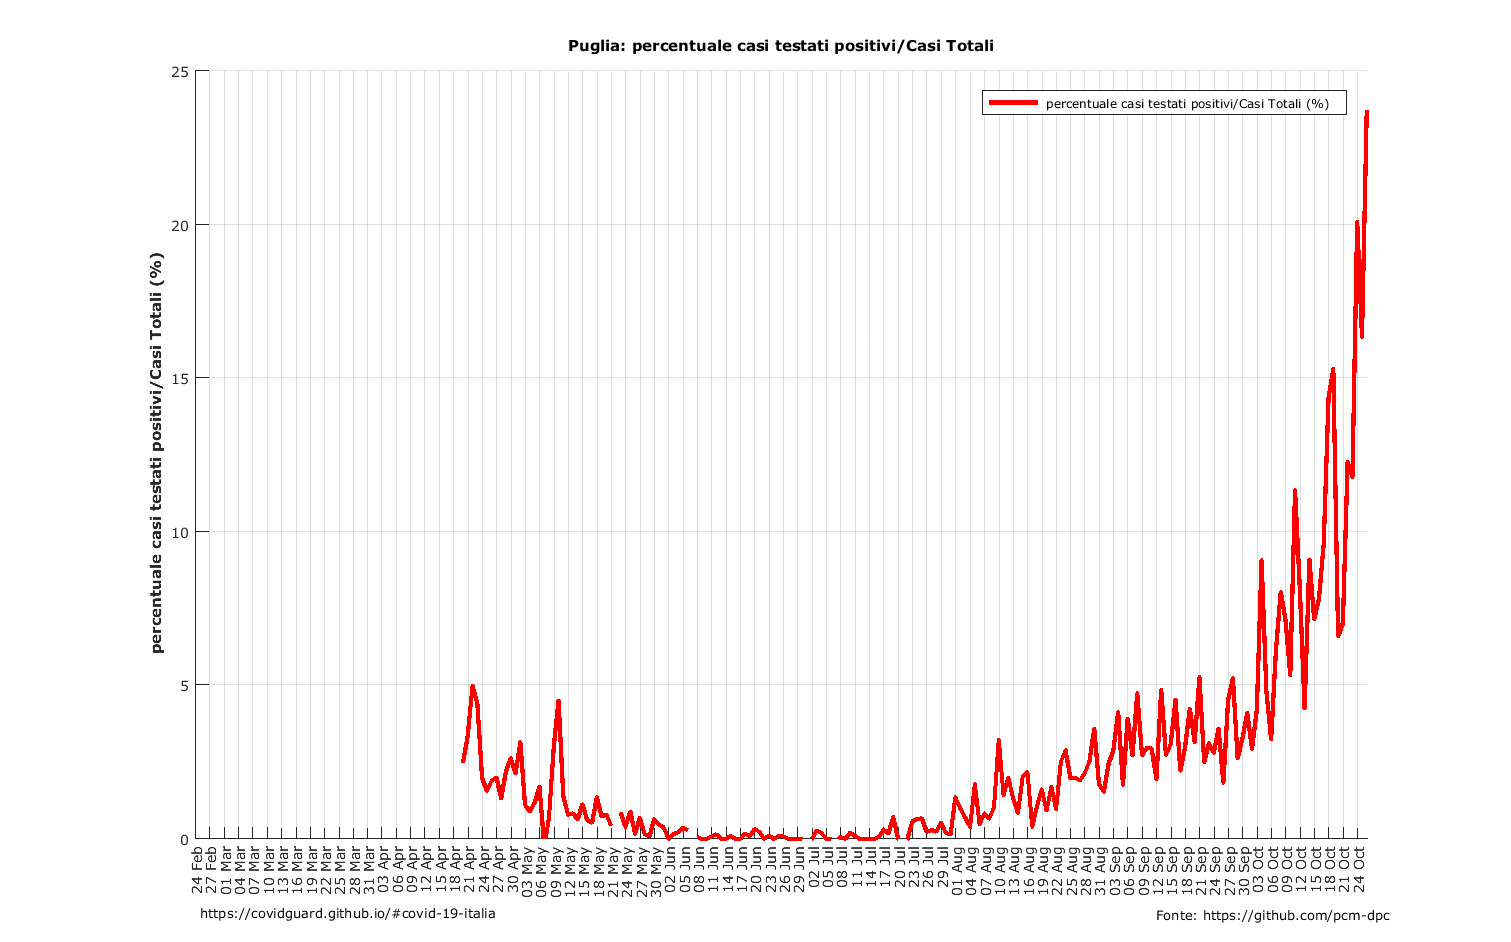 Puglia: percentuale casi testati positivi/Casi Totali
percentuale casi testati positivi/Casi Totali (%)
percentuale casi testati positivi/Casi Totali (%)
25
20
15
10
5
0
24 Feb
27 Feb
01 Mar
04 Mar
07 Mar
10 Mar
13 Mar
16 Mar
19 Mar
22 Mar
25 Mar
28 Mar
31 Mar
03 Apr
06 Apr
09 Apr
12 Apr
15 Apr
18 Apr
21 Apr
24 Apr
27 Apr
30 Apr
03 May
06 May
09 May
12 May
15 May
18 May
21 May
24 May
27 May
30 May
02 Jun
05 Jun
08 Jun
11 Jun
14 Jun
17 Jun
20 Jun
23 Jun
26 Jun
29 Jun
02 Jul
05 Jul
08 Jul
11 Jul
14 Jul
17 Jul
20 Jul
23 Jul
26 Jul
29 Jul
01 Aug
04 Aug
07 Aug
10 Aug
13 Aug
16 Aug
19 Aug
22 Aug
25 Aug
28 Aug
31 Aug
03 Sep
06 Sep
09 Sep
12 Sep
15 Sep
18 Sep
21 Sep
24 Sep
27 Sep
30 Sep
03 Oct
06 Oct
09 Oct
12 Oct
15 Oct
18 Oct
21 Oct
24 Oct
https://covidguard.github.io/#covid-19-italia
Fonte: https://github.com/pcm-dpc